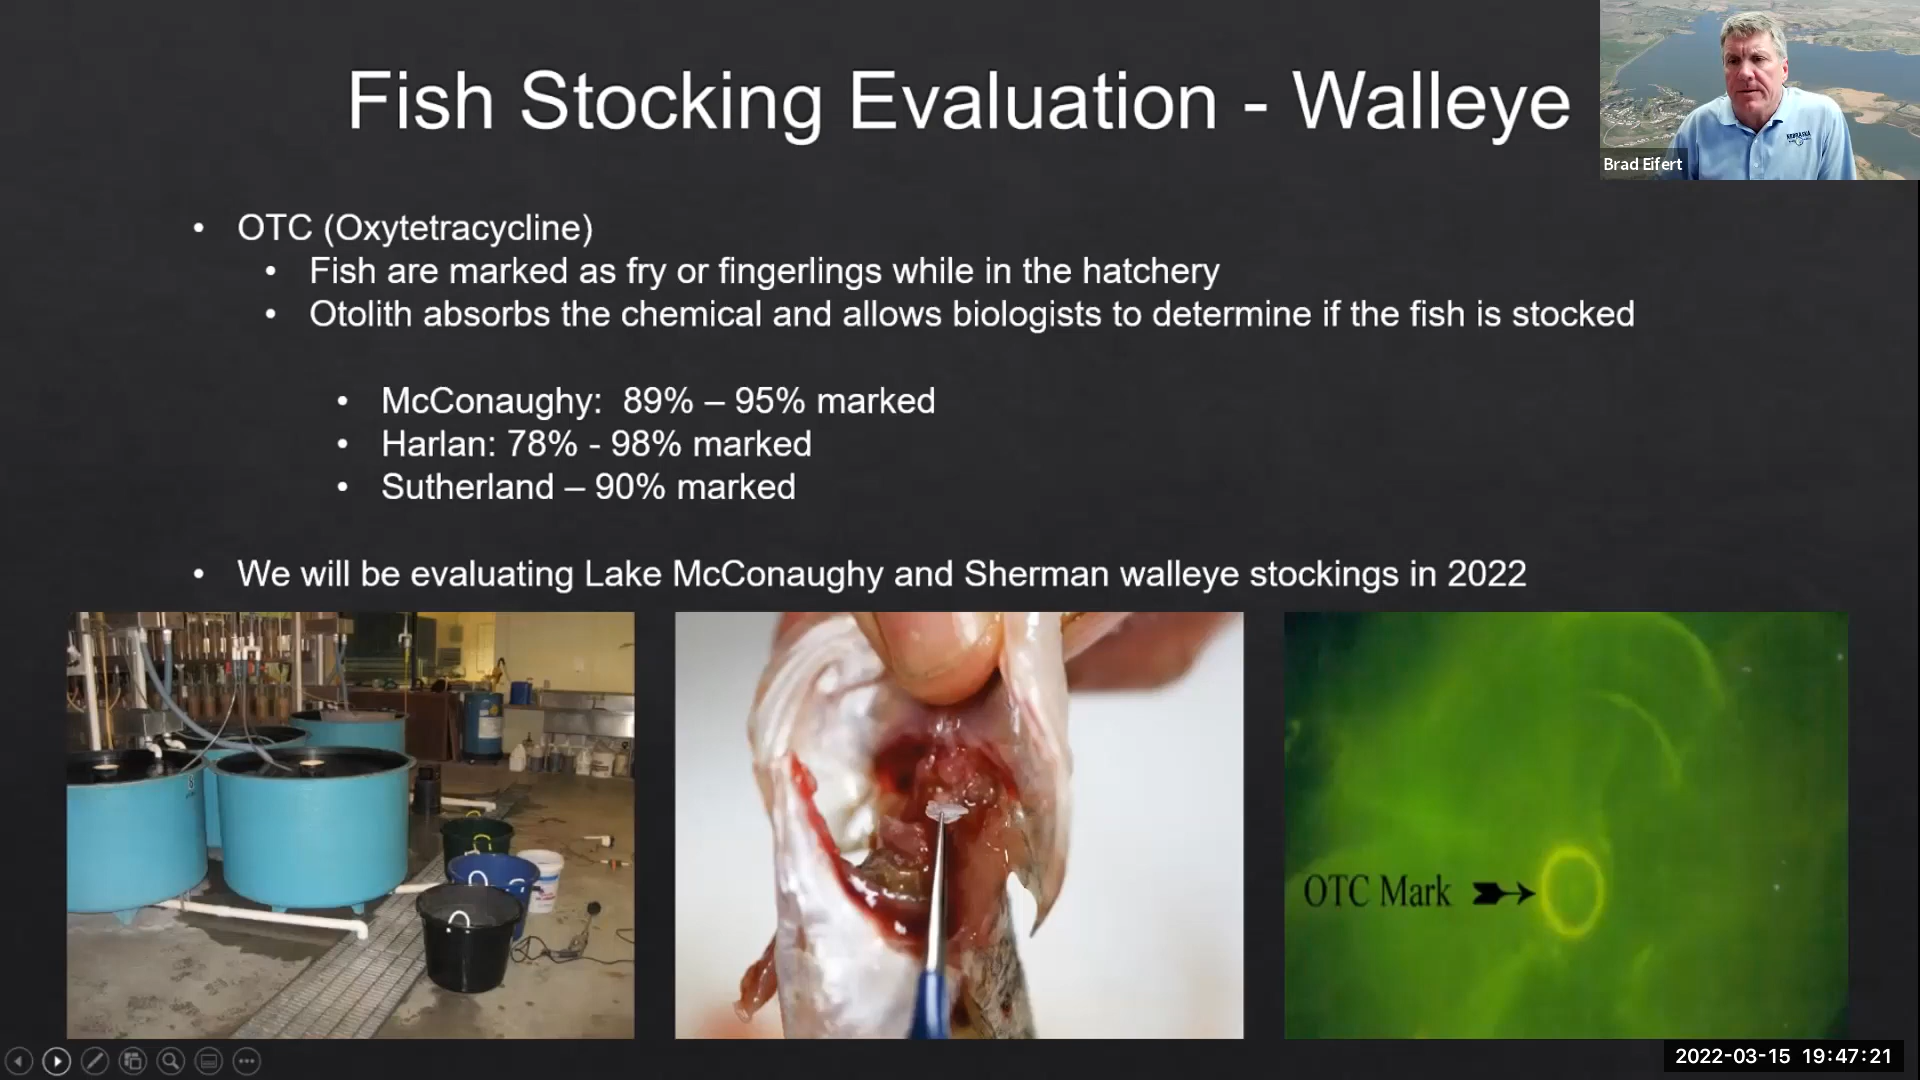 Fish Stocking Evaluation - Walleye
Brad Eifert
NEBRASKA
• OTC (Oxytetracycline)
• Fish are marked as fry or fingerlings while in the hatchery
• Otolith absorbs the chemical and allows biologists to determine if the fish is stocked
• McConaughy: 89% – 95% marked
• Harlan: 78% - 98% marked
• Sutherland – 90% marked
• We will be evaluating Lake McConaughy and Sherman walleye stockings in 2022
8
OTC Mark
2022-03-15 19:47:21